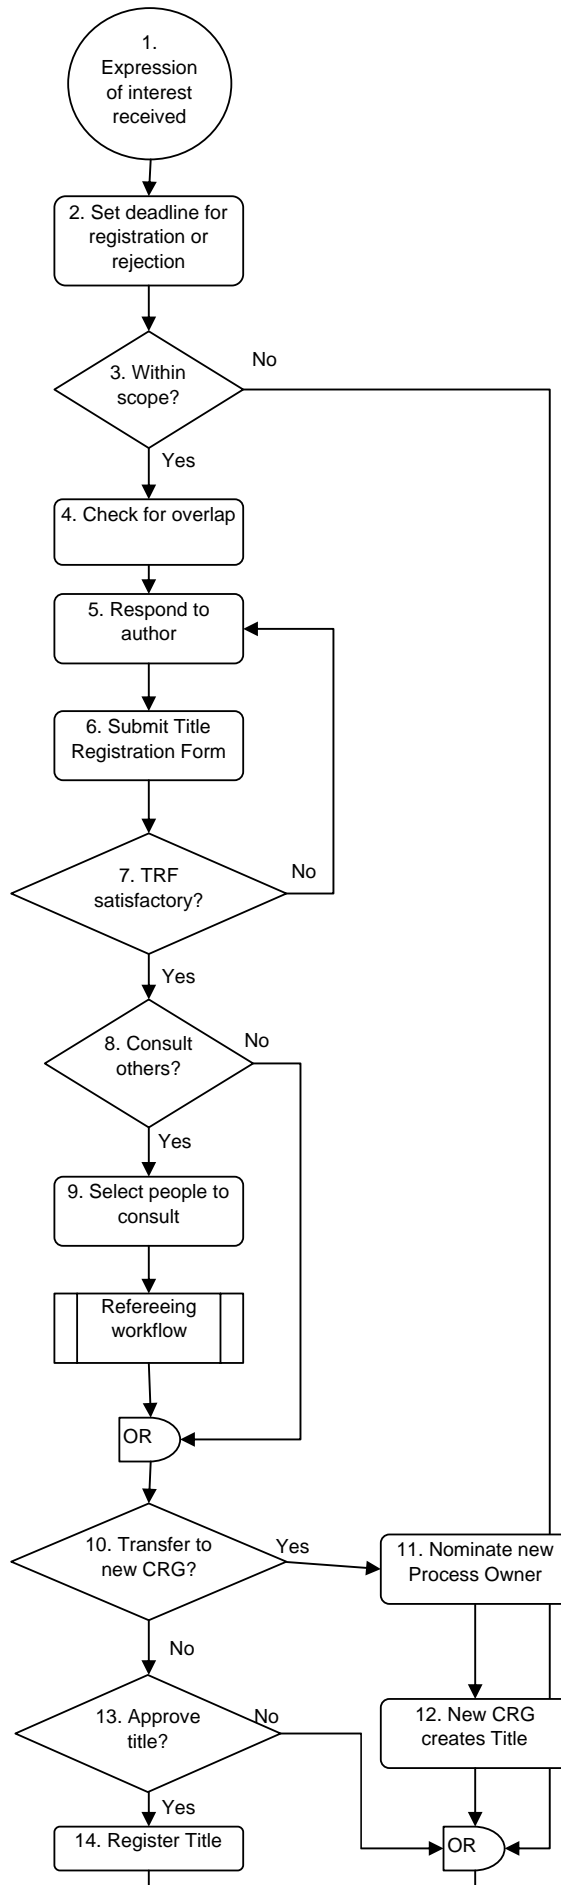 1.
Expression
of interest
received
2. Set deadline for
registration or
rejection
No
3. Within
scope?
Yes
4. Check for overlap
5. Respond to
author
6. Submit Title
Registration Form
7. TRF
satisfactory?
No
Yes
8. Consult
others?
No
Yes
9. Select people to
consult
Refereeing
workflow
OR
10. Transfer to
new CRG?
Yes
11. Nominate new
Process Owner
No
13. Approve
title?
No
12. New CRG
creates Title
Yes
14. Register Title
OR